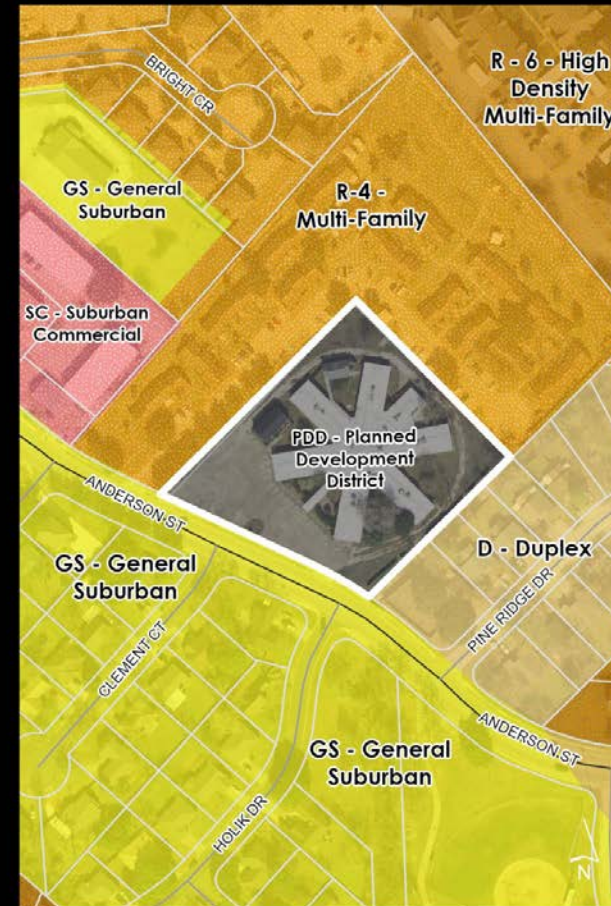 BRIGHT CR
R - 6 - High
Density
Multi-Family
GS - General
Suburban
R-4 -
Multi-Family
SC - Suburban
Commercial
PDD - Planned
Development
District
ANDERSON ST
D - Duplex
GS - General
Suburban
PINE RIDGE DR
CLEMENT CT
ANDERSON ST
GS - General
Suburban
HOLIK DR
N